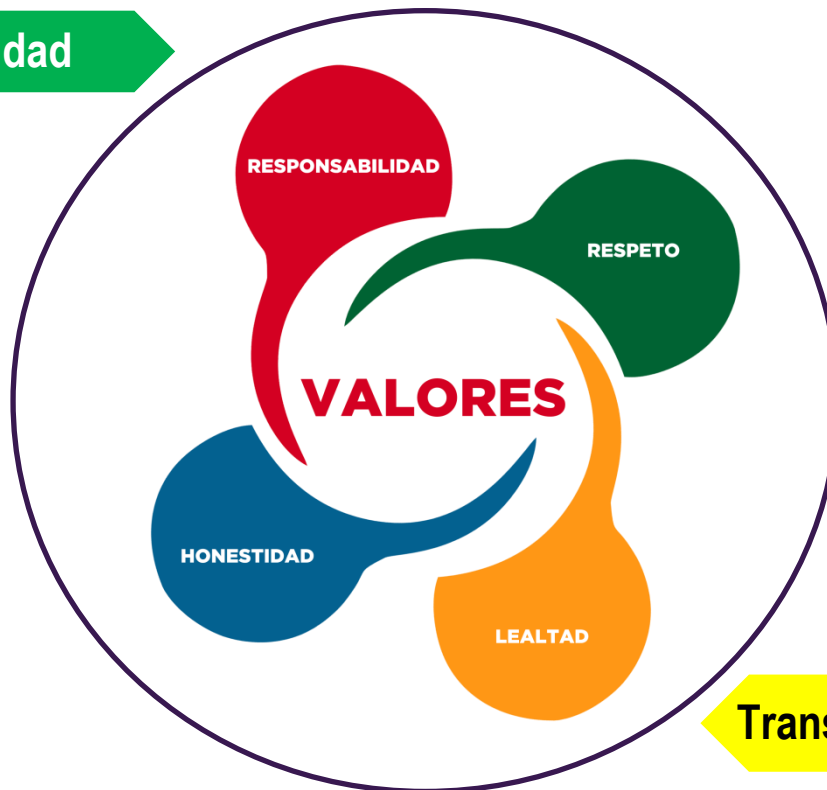 dad
RESPONSABILIDAD
RESPETO
VALORES
HONESTIDAD
LEALTAD
Trans